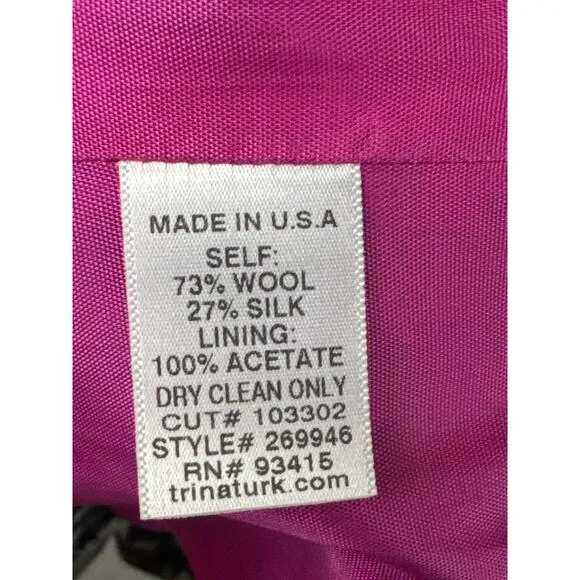 MADE IN U.S.A
SELF:
73% WOOL
27% SILK
LINING:
100% ACETATE
DRY CLEAN ONLY
CUT# 103302
STYLE# 269946
RN# 93415
trinaturk.com